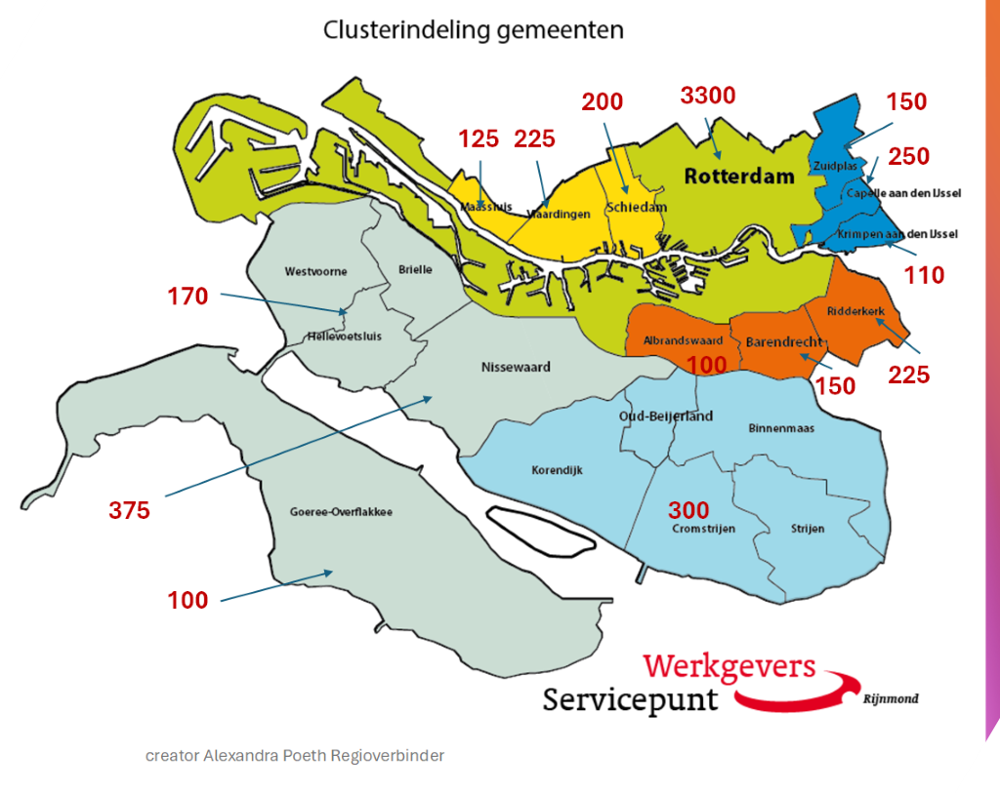 Clusterindeling gemeenten
200
3300
150
125
225
250
Zuidplas
Rotterdam
Capelle aan den IJssel
Maassluis
Vlaardingen
Schiedam
Krimpen aan den IJssel
110
Westvoorne
Brielle
170
Hellevoetsluis
Ridderkerk
Albrandswaard
Barendrecht
100
150
225
Nissewaard
Oud-Beijerland
Binnenmaas
Korendijk
375
Goeree-Overflakkee
300
Cromstrijen
Strijen
100
Werkgevers
Servicepunt
Rijnmond
creator Alexandra Poeth Regioverbinder